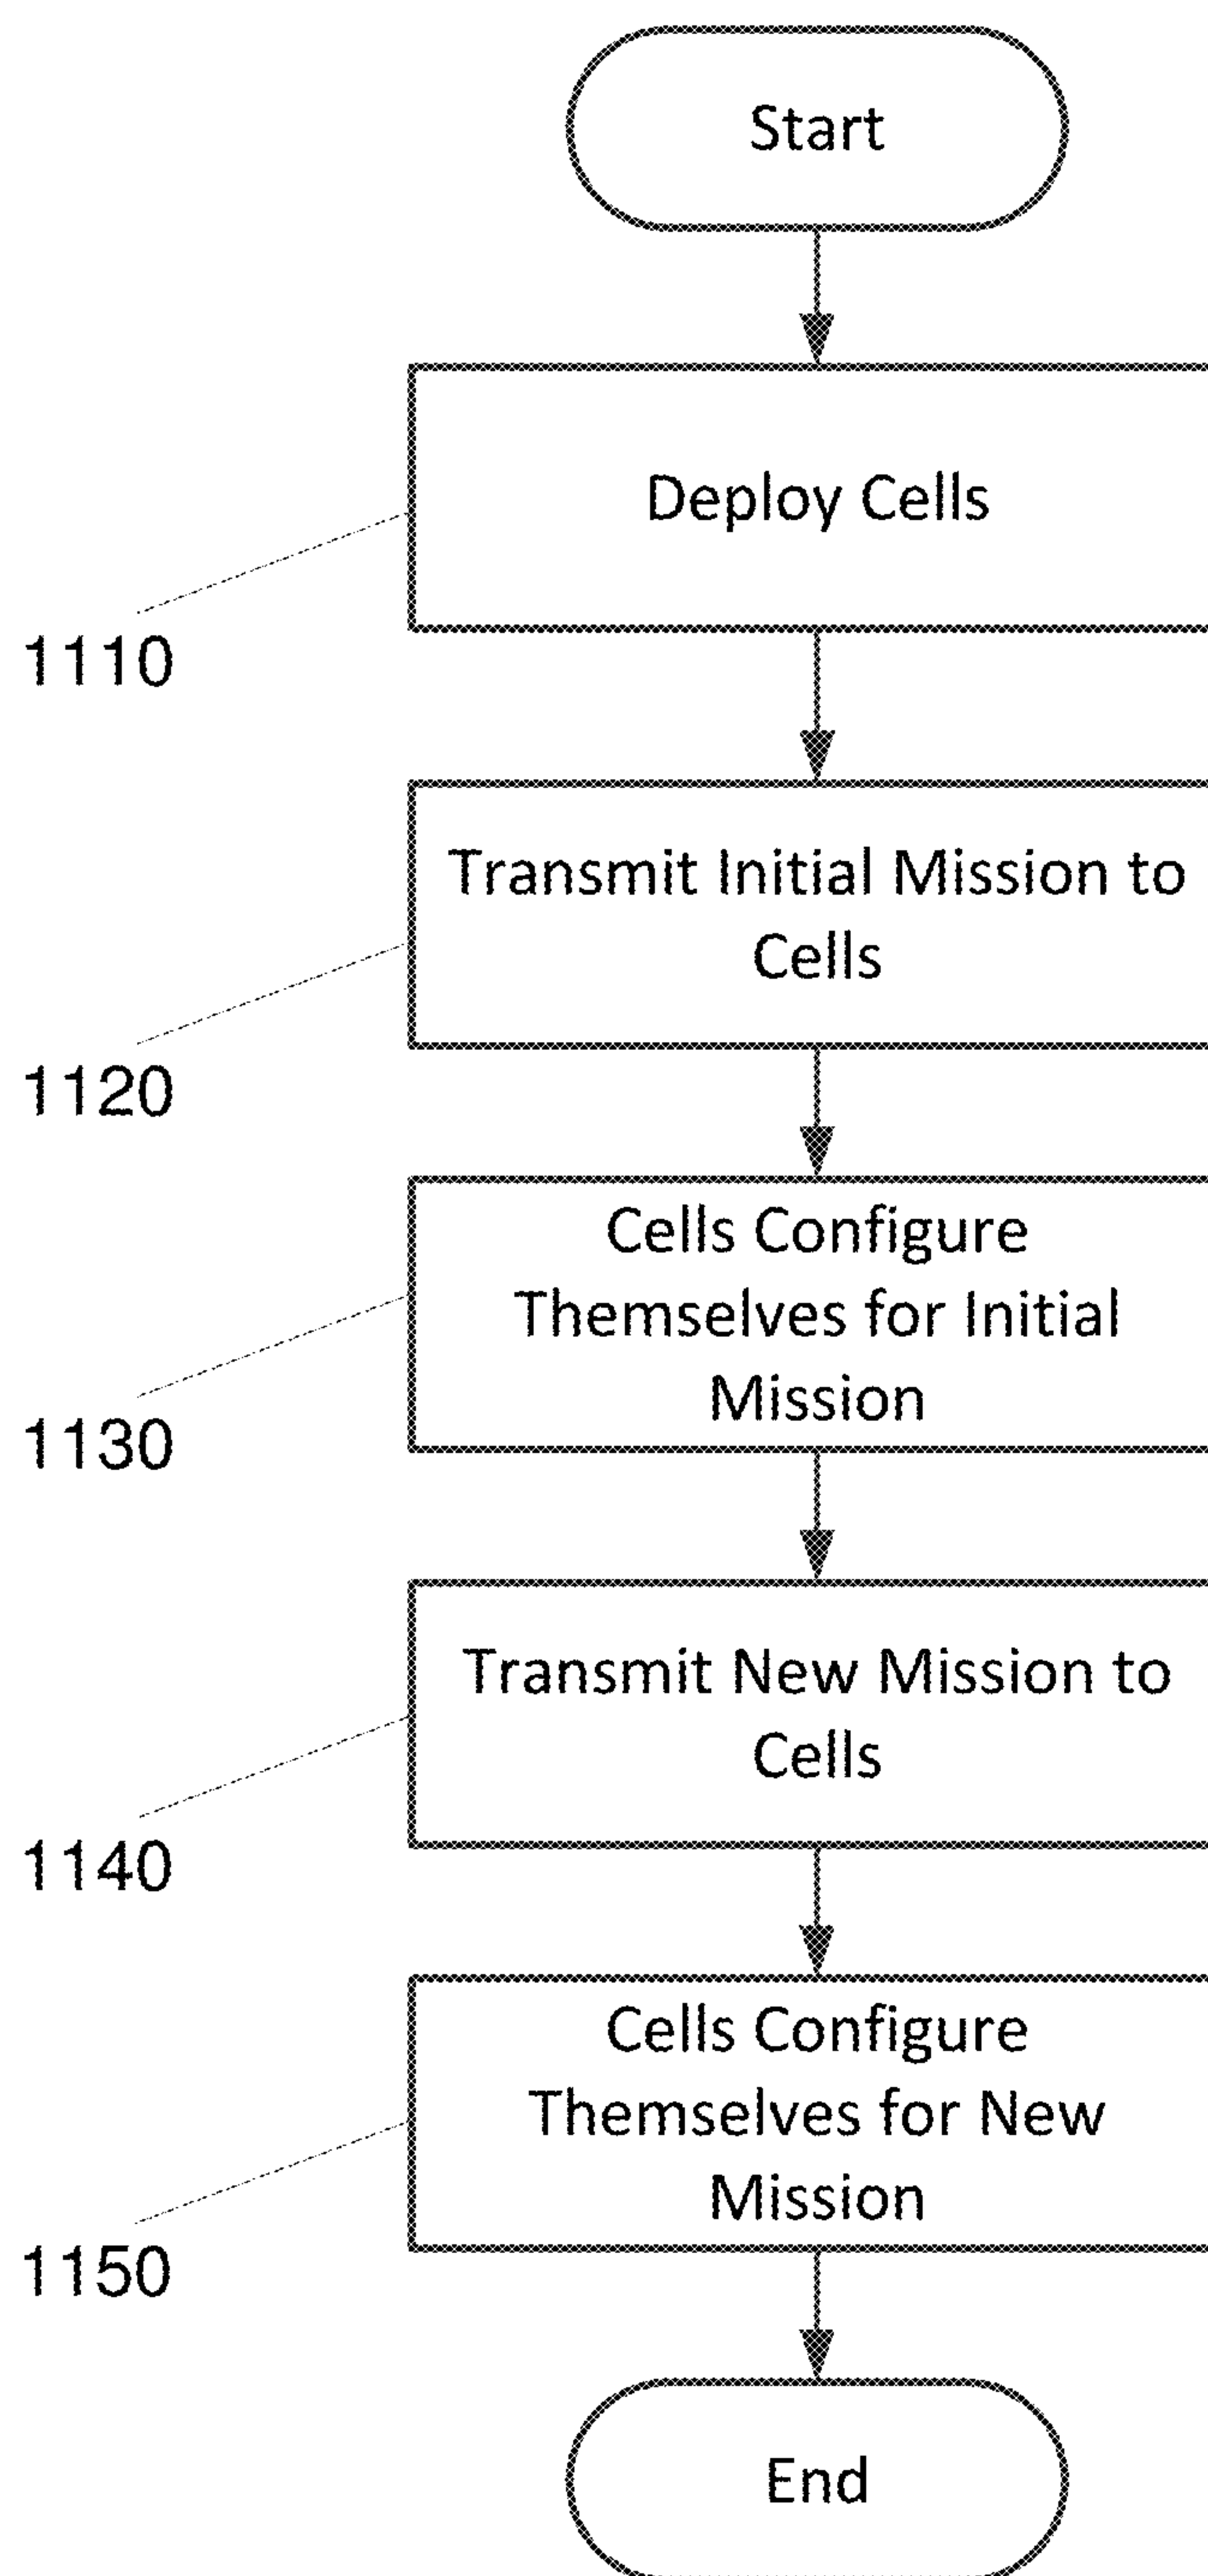 Start
Deploy Cells
1110
Transmit Initial Mission to
Cells
1120
Cells Configure
Themselves for Initial
Mission
1130
Transmit New Mission to
Cells
1140
Cells Configure
Themselves for New
Mission
1150
End